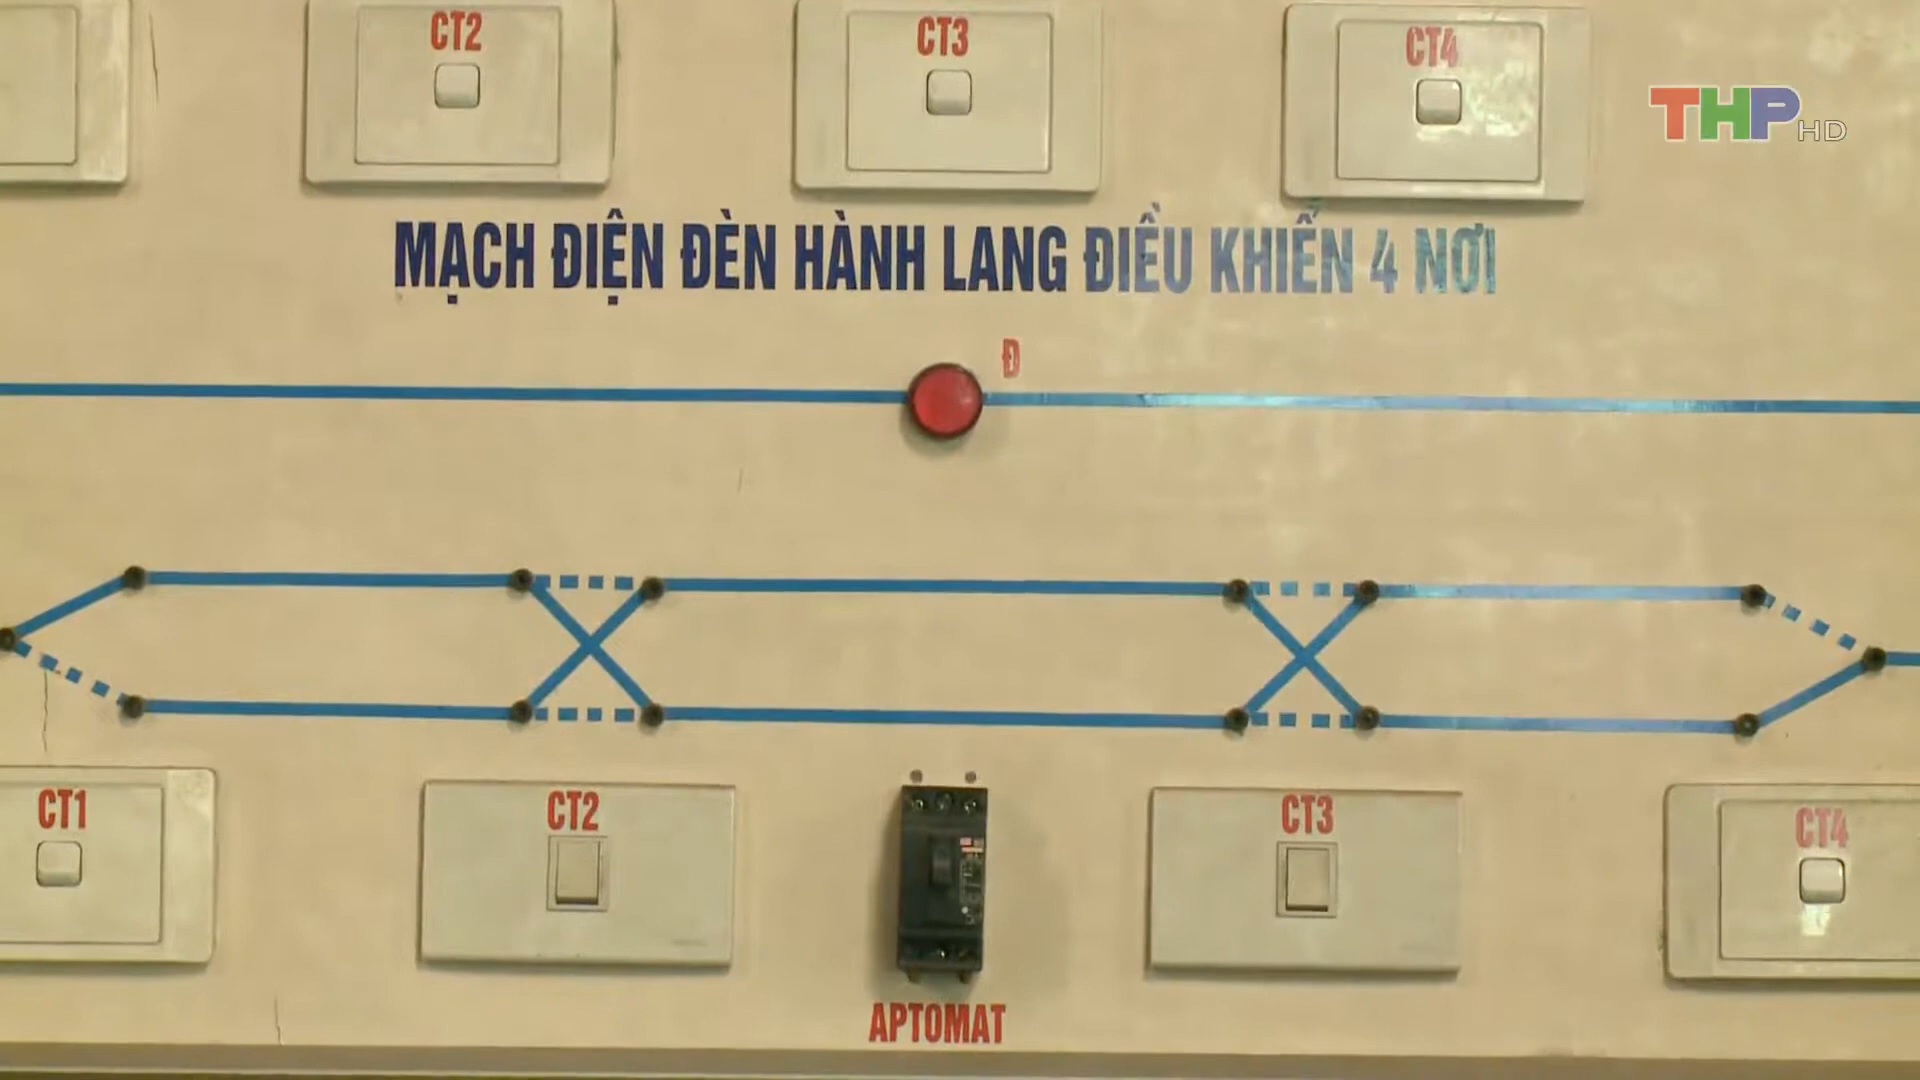 CT2 CT3 CT4
THP HD
MẠCH ĐIỆN ĐÈN HÀNH LANG ĐIỀU KHIỂN 4 NƠI
Đ
CT1 CT2 CT3 CT4
APTOMAT